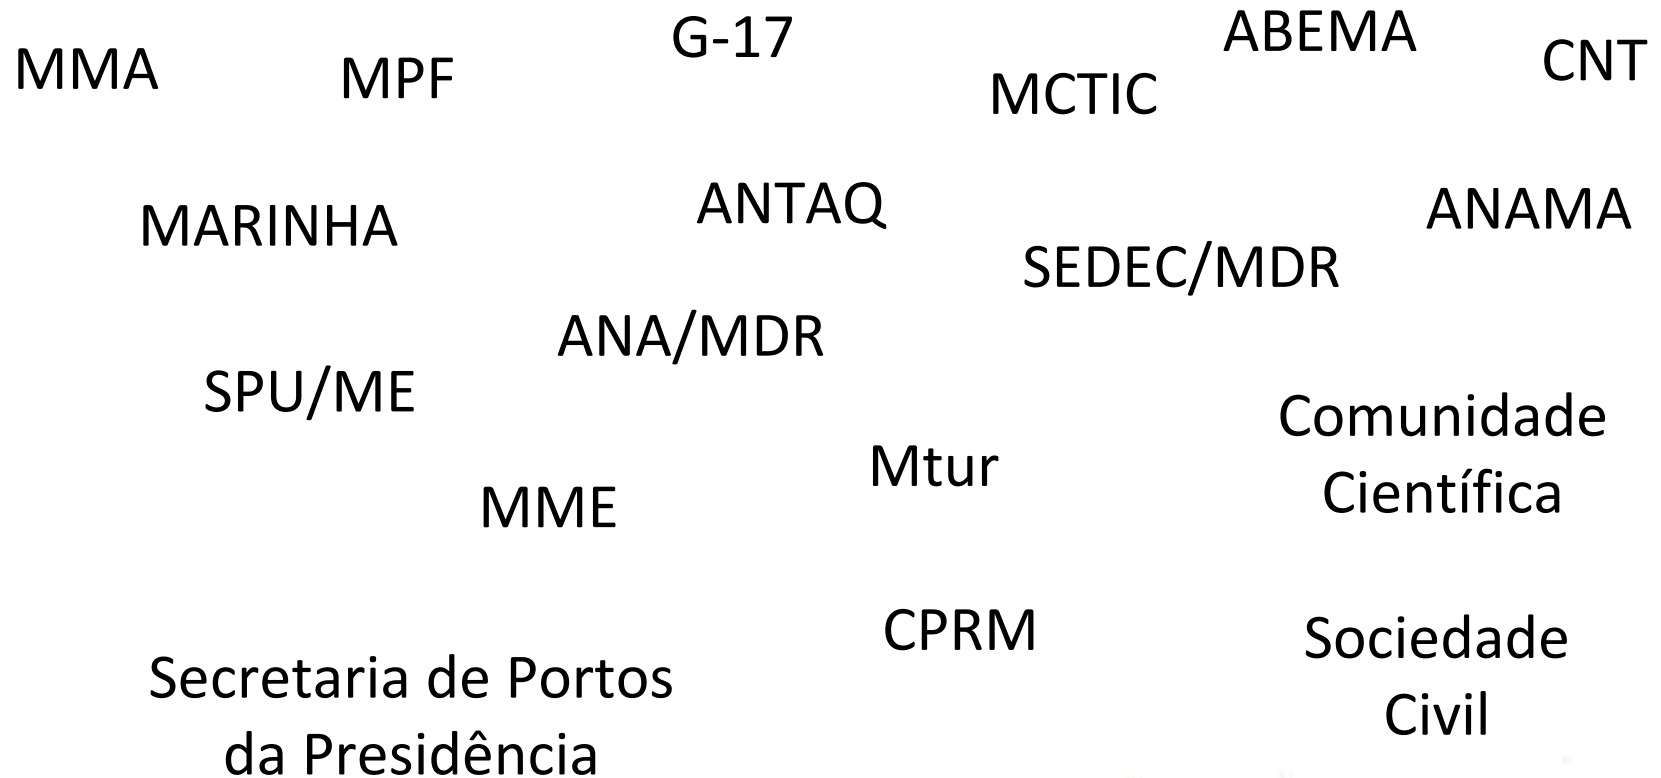 MMA
MPF
G-17
MCTIC
ABEMA
CNT
MARINHA
ANTAQ
SEDEC/MDR
ANAMA
ANA/MDR
SPU/ME
Comunidade
Científica
Mtur
MME
CPRM
Sociedade
Civil
Secretaria de Portos
da Presidência